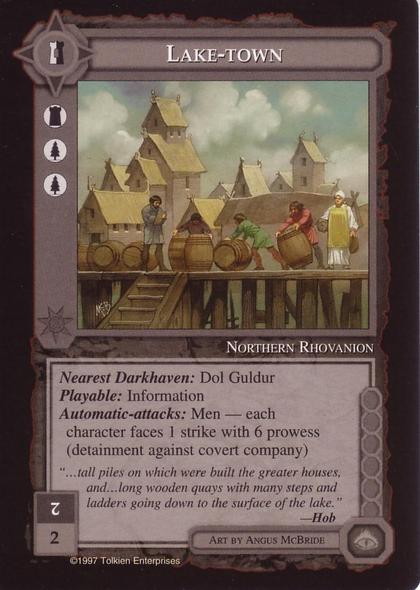 LAKE-TOWN
NORTHERN RHOVANION
Nearest Darkhaven: Dol Guldur
Playable: Information
Automatic-attacks: Men — each
character faces 1 strike with 6 prowess
(detainment against covert company)
“...tall piles on which were built the greater houses,
and...long wooden quays with many steps and
ladders going down to the surface of the lake.”
—Hob
2
2
ART BY ANGUS MCBRIDE
©1997 Tolkien Enterprises